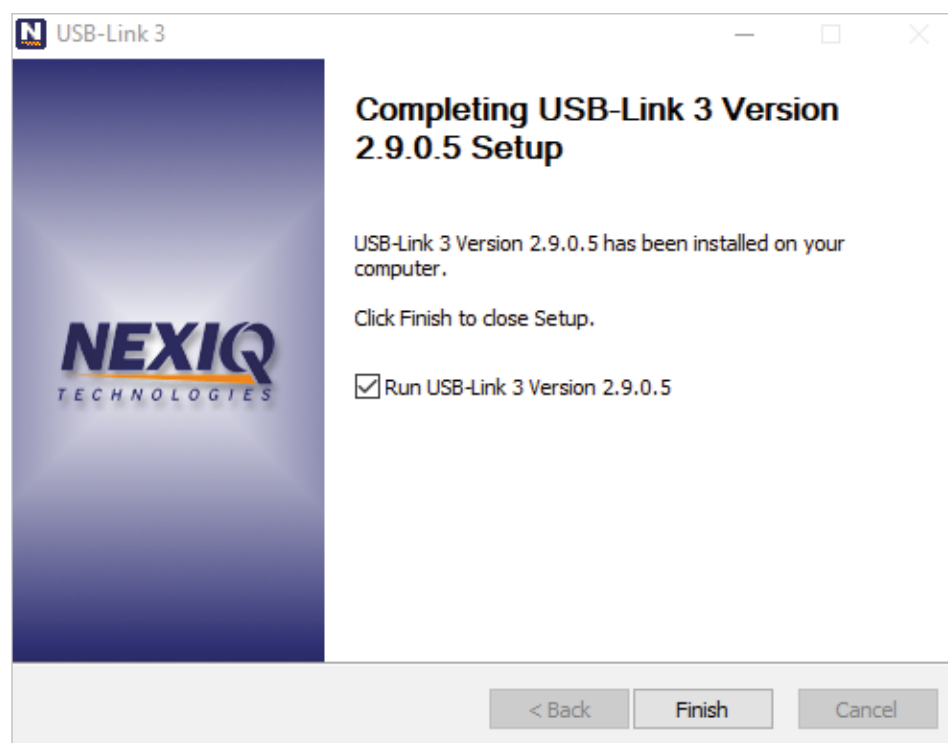 N USB-Link 3
Completing USB-Link 3 Version
2.9.0.5 Setup
USB-Link 3 Version 2.9.0.5 has been installed on your
computer.
Click Finish to close Setup.
NEXIQ
TECHNOLOGIES
Run USB-Link 3 Version 2.9.0.5
< Back Finish Cancel